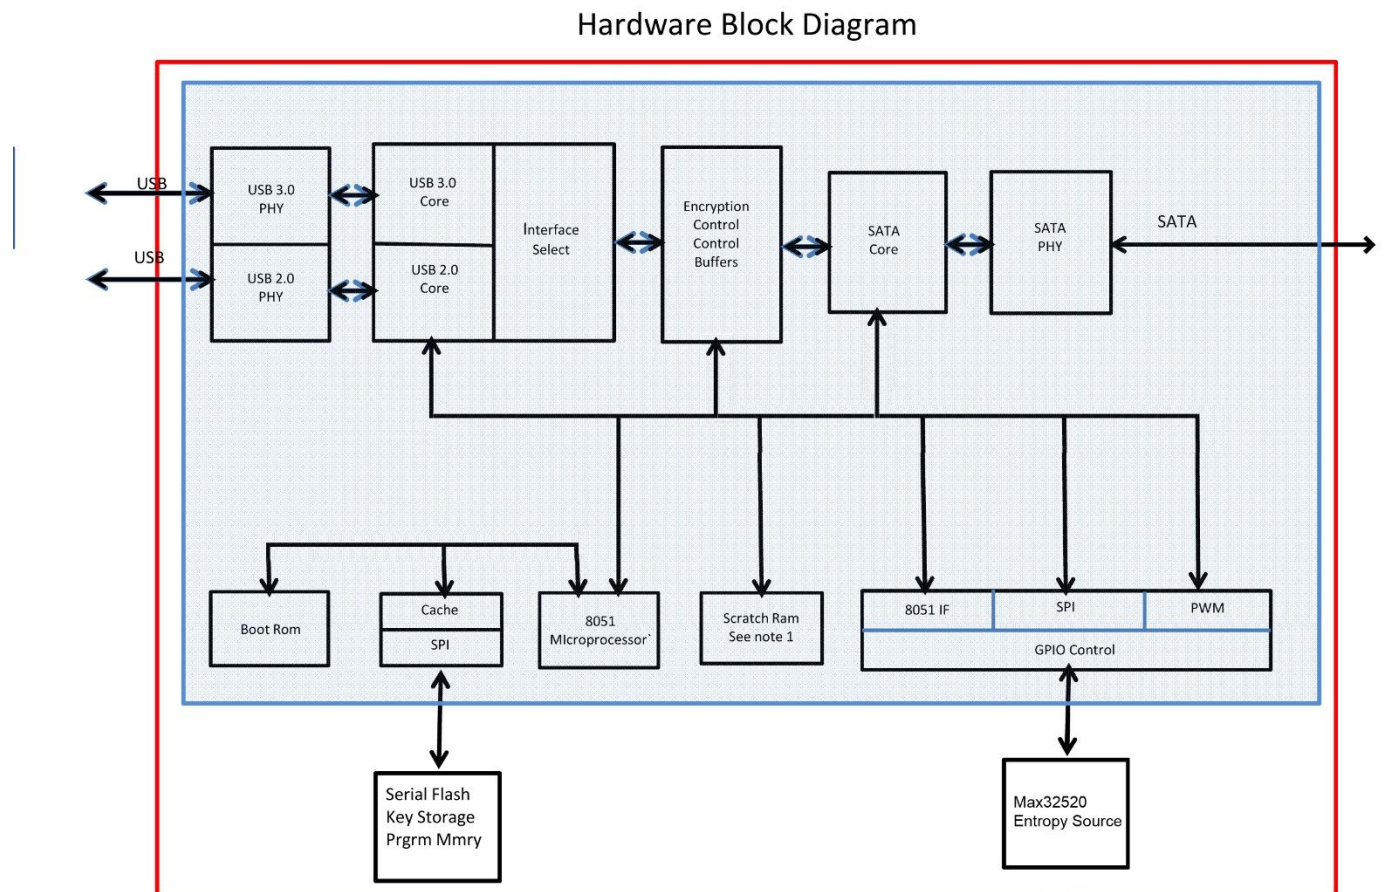 Hardware Block Diagram
USB
USB
USB 3.0
PHY
USB 2.0
PHY
USB 3.0
Core
USB 2.0
Core
Interface
Select
Encryption
Control
Control
Buffers
SATA
Core
SATA
PHY
SATA
Boot Rom
Cache
SPI
8051
MIcroprocessor`
Scratch Ram
See note 1
8051 IF
SPI
PWM
GPIO Control
Serial Flash
Key Storage
Prgrm Mmry
Max32520
Entropy Source